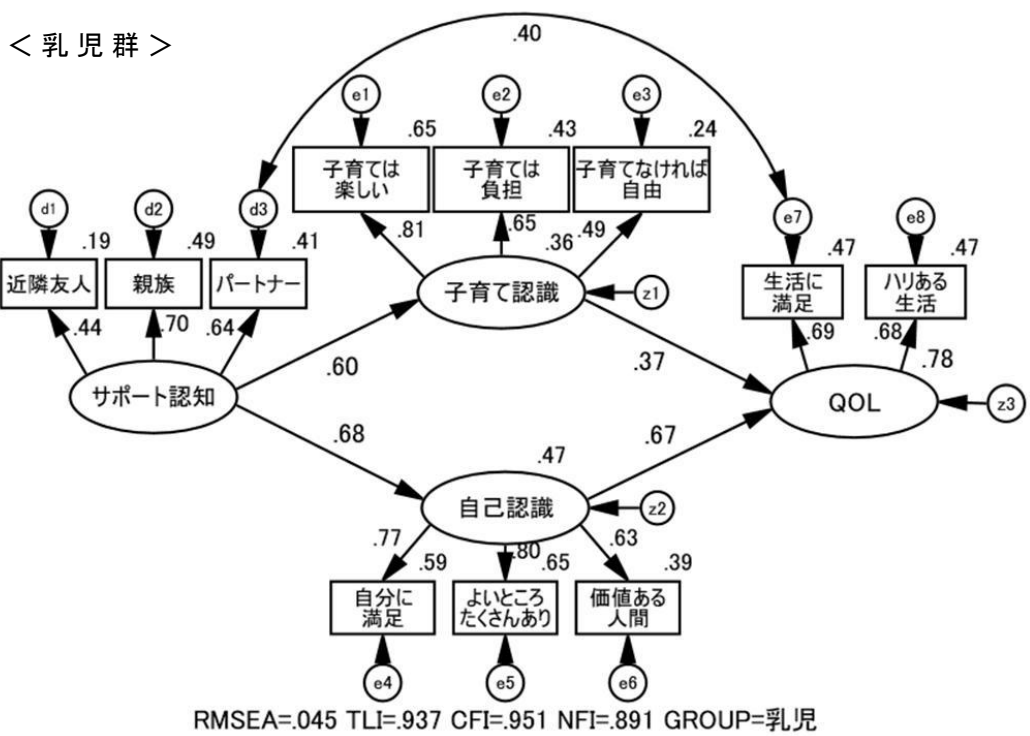 ＜乳児群＞
.40
e1
e2
e3
.65
.43
.24
子育ては
楽しい
子育ては
負担
子育てなければ
自由
d1
d2
d3
e7
e8
.19
.49
.41
.81
.65
.36
.49
.47
.47
近隣友人
親族
パートナー
子育て認識
z1
生活に
満足
ハリある
生活
.44
.70
.64
.69
.68
.60
.37
.78
サポート認知
QOL
z3
.68
.67
.47
自己認識
z2
.77
.80
.63
.59
.65
.39
自分に
満足
よいところ
たくさんあり
価値ある
人間
e4
e5
e6
RMSEA=.045 TLI=.937 CFI=.951 NFI=.891 GROUP=乳児